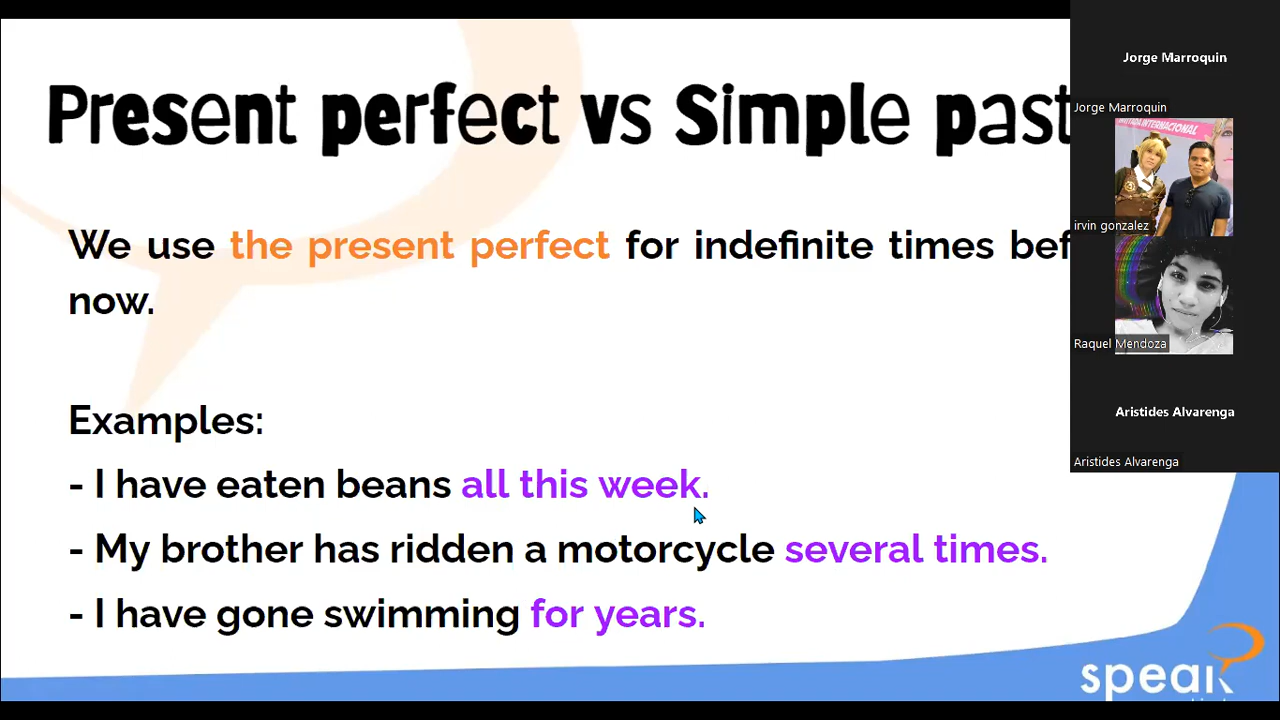 Present perfect vs Simple past
We use the present perfect for indefinite times bef
now.
Examples:
- I have eaten beans all this week.
- My brother has ridden a motorcycle several times.
- I have gone swimming for years.
speak
Jorge Marroquin
Jorge Marroquin
INTERNACIONAL
irvin gonzalez
Raquel Mendoza
Aristides Alvarenga
Aristides Alvarenga